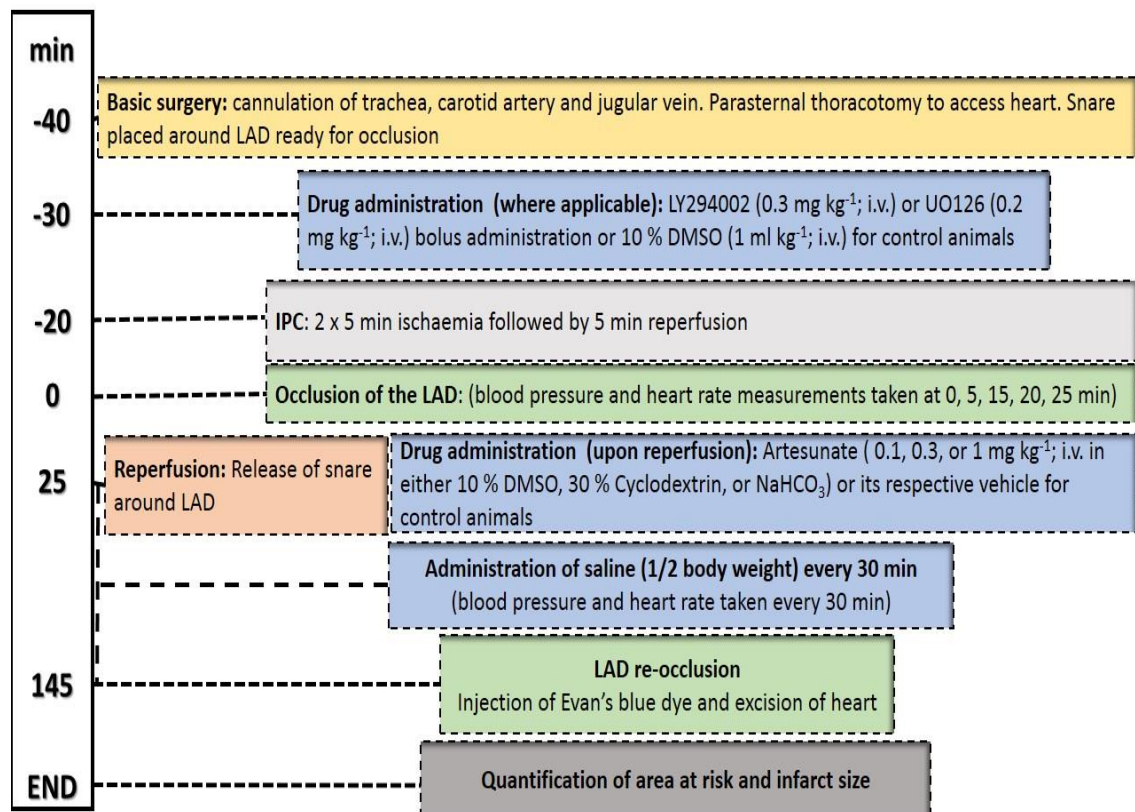 min
-40
Basic surgery: cannulation of trachea, carotid artery and jugular vein. Parasternal thoracotomy to access heart. Snare
placed around LAD ready for occlusion
-30
Drug administration (where applicable): LY294002 (0.3 mg kg⁻¹; i.v.) or UO126 (0.2
mg kg⁻¹; i.v.) bolus administration or 10 % DMSO (1 ml kg⁻¹; i.v.) for control animals
-20
IPC: 2 x 5 min ischaemia followed by 5 min reperfusion
0
Occlusion of the LAD: (blood pressure and heart rate measurements taken at 0, 5, 15, 20, 25 min)
25
Reperfusion: Release of snare
around LAD
Drug administration (upon reperfusion): Artesunate ( 0.1, 0.3, or 1 mg kg⁻¹; i.v. in
either 10 % DMSO, 30 % Cyclodextrin, or NaHCO₃) or its respective vehicle for
control animals
Administration of saline (1/2 body weight) every 30 min
(blood pressure and heart rate taken every 30 min)
145
LAD re-occlusion
Injection of Evan's blue dye and excision of heart
END
Quantification of area at risk and infarct size